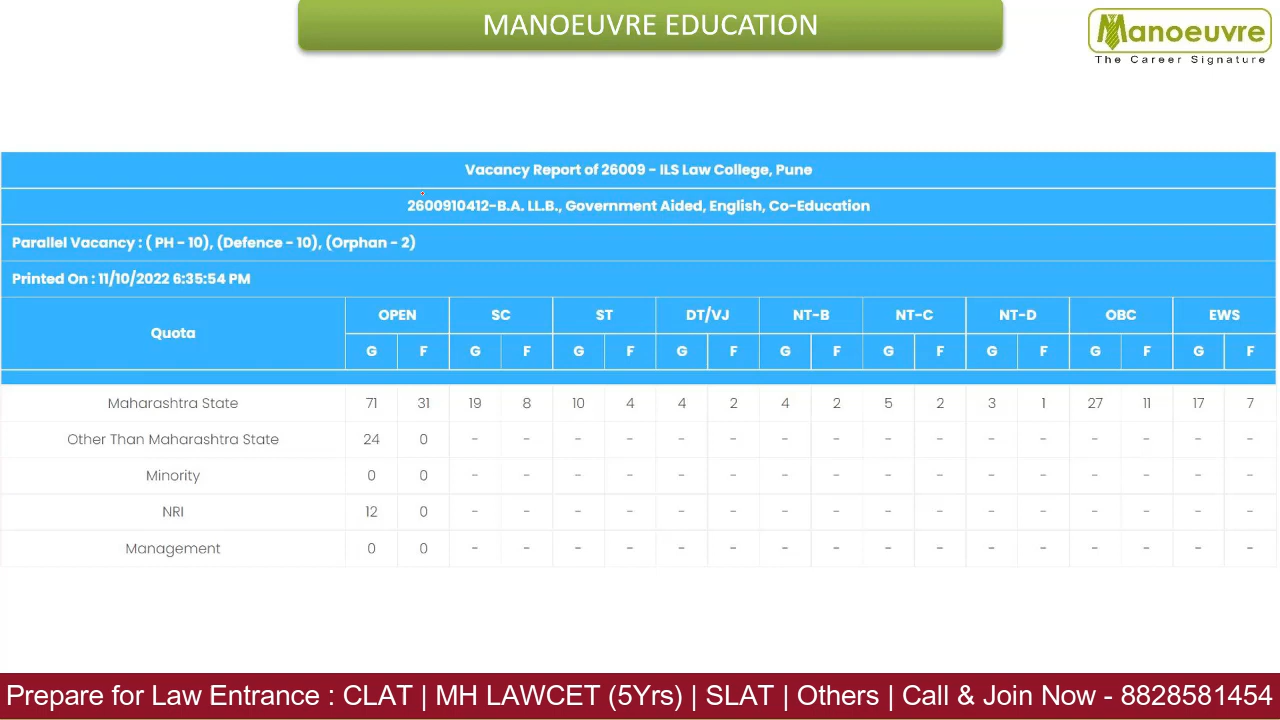 MANOEUVRE EDUCATION
Manoeuvre
The Career Signature
Vacancy Report of 26009 - ILS Law College, Pune
2600910412-B.A. LL.B., Government Aided, English, Co-Education
Parallel Vacancy : ( PH - 10), (Defence - 10), (Orphan - 2)
Printed On : 11/10/2022 6:35:54 PM
Quota OPEN SC ST DT/VJ NT-B NT-C NT-D OBC EWS
G F G F G F G F G F G F G F G F G F
Maharashtra State 71 31 19 8 10 4 4 2 4 2 5 2 3 1 27 11 17 7
Other Than Maharashtra State 24 0 - - - - - - - - - - - - - - - -
Minority 0 0 - - - - - - - - - - - - - - - -
NRI 12 0 - - - - - - - - - - - - - - - -
Management 0 0 - - - - - - - - - - - - - - - -
Prepare for Law Entrance : CLAT | MH LAWCET (5Yrs) | SLAT | Others | Call & Join Now - 8828581454